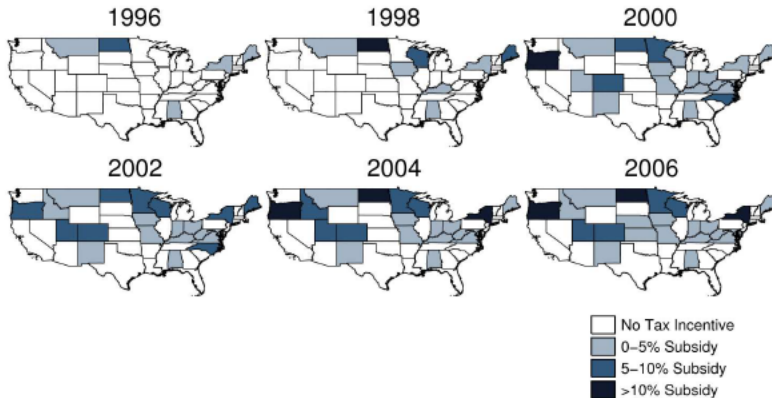 1996 1998 2000
2002 2004 2006
No Tax Incentive
0−5% Subsidy
5−10% Subsidy
>10% Subsidy